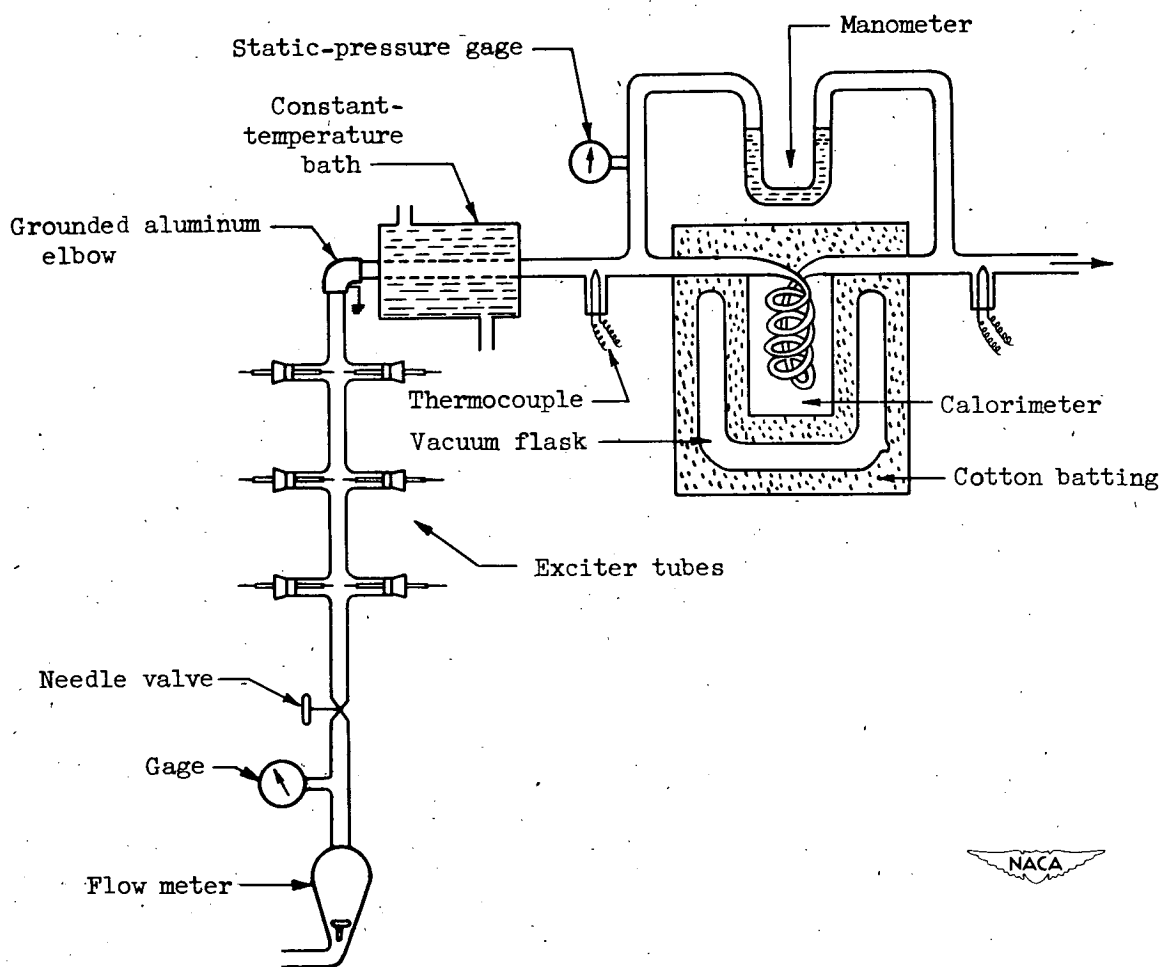 Manometer
Static-pressure gage
Constant-
temperature
bath
Grounded aluminum
elbow
Thermocouple
Calorimeter
Vacuum flask
Cotton batting
Exciter tubes
Needle valve
Gage
Flow meter
NACA